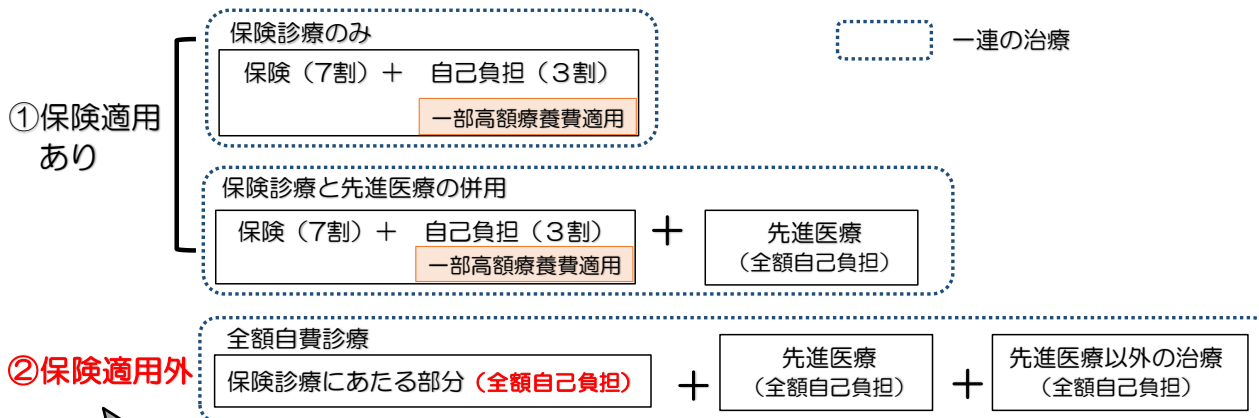 保険診療のみ
一連の治療
保険（7割）＋　自己負担（３割）
一部高額療養費適用
①保険適用
あり
保険診療と先進医療の併用
保険（7割）＋　自己負担（３割）
一部高額療養費適用
＋
先進医療
（全額自己負担）
全額自費診療
②保険適用外
保険診療にあたる部分（全額自己負担）
＋
先進医療
（全額自己負担）
＋
先進医療以外の治療
（全額自己負担）